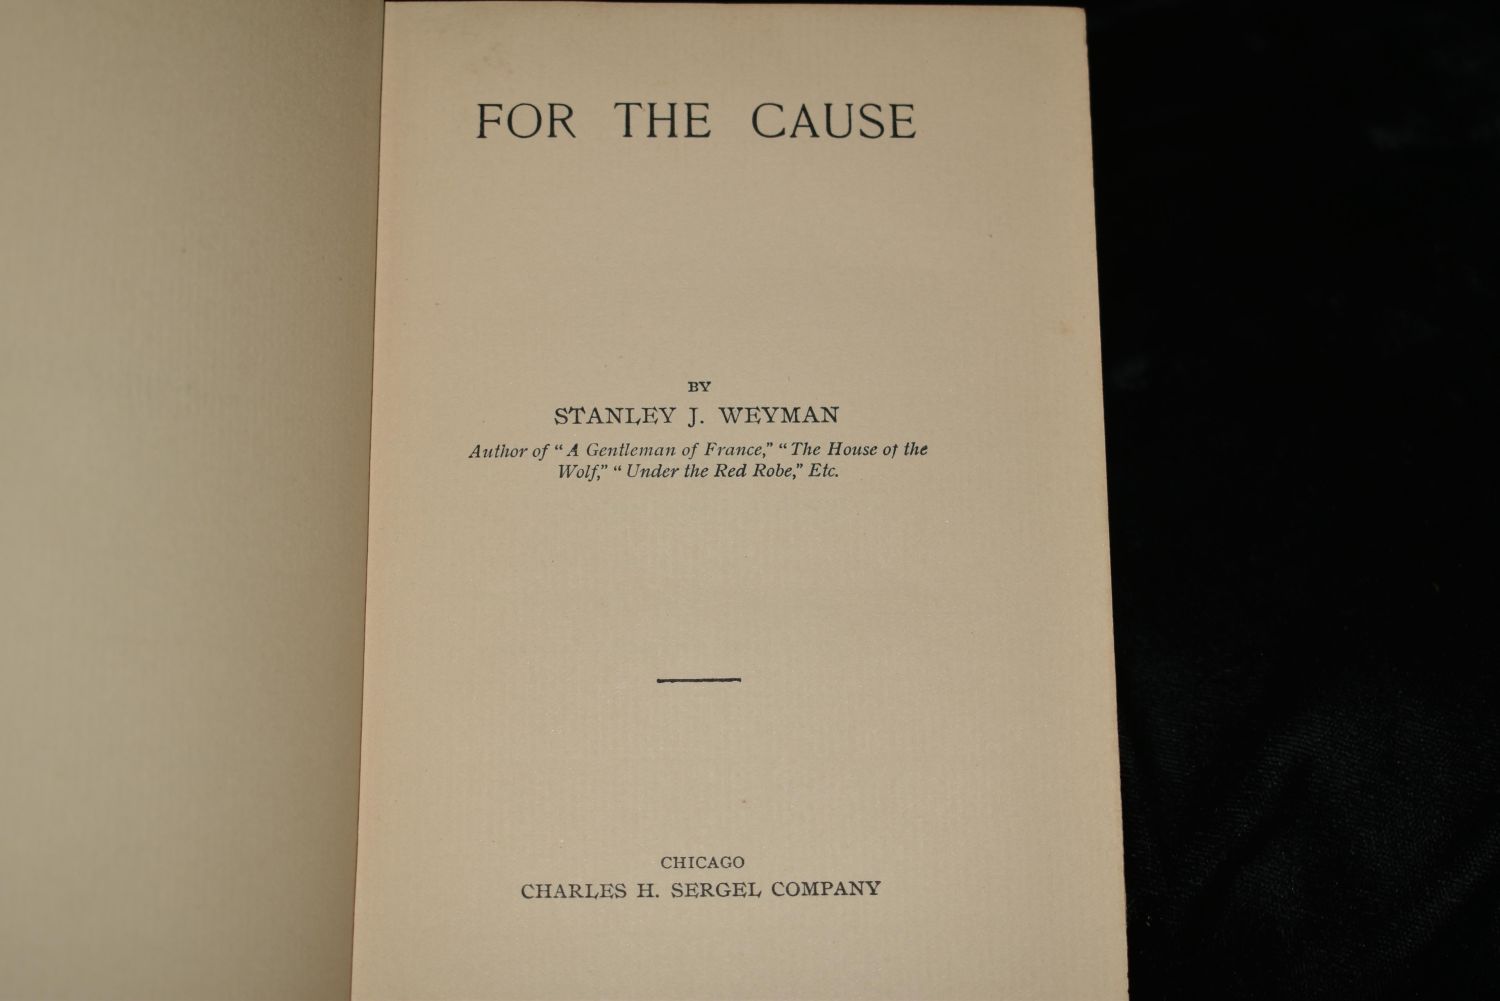 FOR THE CAUSE
BY
STANLEY J. WEYMAN
Author of “A Gentleman of France,” “The House of the
Wolf,” “Under the Red Robe,” Etc.
CHICAGO
CHARLES H. SERGEL COMPANY